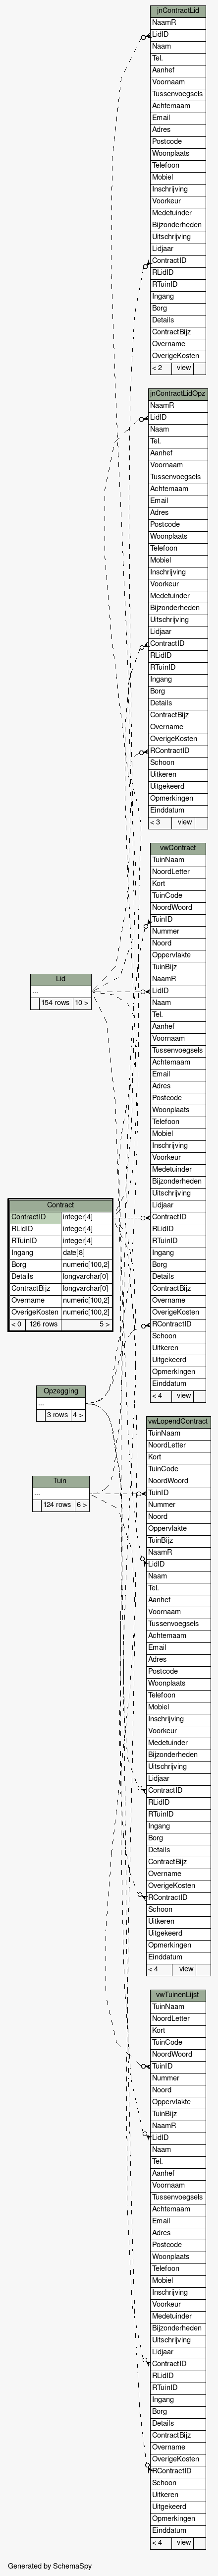 jnContractLid
NaamR
LidID
Naam
Tel.
Aanhef
Voornaam
Tussenvoegsels
Achternaam
Email
Adres
Postcode
Woonplaats
Telefoon
Mobiel
Inschrijving
Voorkeur
Medetuinder
Bijzonderheden
Uitschrijving
Lidjaar
ContractID
RLidID
RTuinID
Ingang
Borg
Details
ContractBijz
Overname
OverigeKosten
< 2 view
jnContractLidOpz
NaamR
LidID
Naam
Tel.
Aanhef
Voornaam
Tussenvoegsels
Achternaam
Email
Adres
Postcode
Woonplaats
Telefoon
Mobiel
Inschrijving
Voorkeur
Medetuinder
Bijzonderheden
Uitschrijving
Lidjaar
ContractID
RLidID
RTuinID
Ingang
Borg
Details
ContractBijz
Overname
OverigeKosten
RContractID
Schoon
Uitkeren
Uitgekeerd
Opmerkingen
Einddatum
< 3 view
vwContract
TuinNaam
NoordLetter
Kort
TuinCode
NoordWoord
TuinID
Nummer
Noord
Oppervlakte
TuinBijz
NaamR
LidID
Naam
Tel.
Aanhef
Voornaam
Tussenvoegsels
Achternaam
Email
Adres
Postcode
Woonplaats
Telefoon
Mobiel
Inschrijving
Voorkeur
Medetuinder
Bijzonderheden
Uitschrijving
Lidjaar
ContractID
RLidID
RTuinID
Ingang
Borg
Details
ContractBijz
Overname
OverigeKosten
RContractID
Schoon
Uitkeren
Uitgekeerd
Opmerkingen
Einddatum
< 4 view
Lid
...
154 rows 10 >
Contract
ContractID integer[4]
RLidID integer[4]
RTuinID integer[4]
Ingang date[8]
Borg numeric[100,2]
Details longvarchar[0]
ContractBijz longvarchar[0]
Overname numeric[100,2]
OverigeKosten numeric[100,2]
< 0 126 rows 5 >
Opzegging
...
3 rows 4 >
Tuin
...
124 rows 6 >
vwLopendContract
TuinNaam
NoordLetter
Kort
TuinCode
NoordWoord
TuinID
Nummer
Noord
Oppervlakte
TuinBijz
NaamR
LidID
Naam
Tel.
Aanhef
Voornaam
Tussenvoegsels
Achternaam
Email
Adres
Postcode
Woonplaats
Telefoon
Mobiel
Inschrijving
Voorkeur
Medetuinder
Bijzonderheden
Uitschrijving
Lidjaar
ContractID
RLidID
RTuinID
Ingang
Borg
Details
ContractBijz
Overname
OverigeKosten
RContractID
Schoon
Uitkeren
Uitgekeerd
Opmerkingen
Einddatum
< 4 view
vwTuinenLijst
TuinNaam
NoordLetter
Kort
TuinCode
NoordWoord
TuinID
Nummer
Noord
Oppervlakte
TuinBijz
NaamR
LidID
Naam
Tel.
Aanhef
Voornaam
Tussenvoegsels
Achternaam
Email
Adres
Postcode
Woonplaats
Telefoon
Mobiel
Inschrijving
Voorkeur
Medetuinder
Bijzonderheden
Uitschrijving
Lidjaar
ContractID
RLidID
RTuinID
Ingang
Borg
Details
ContractBijz
Overname
OverigeKosten
RContractID
Schoon
Uitkeren
Uitgekeerd
Opmerkingen
Einddatum
< 4 view
Generated by SchemaSpy